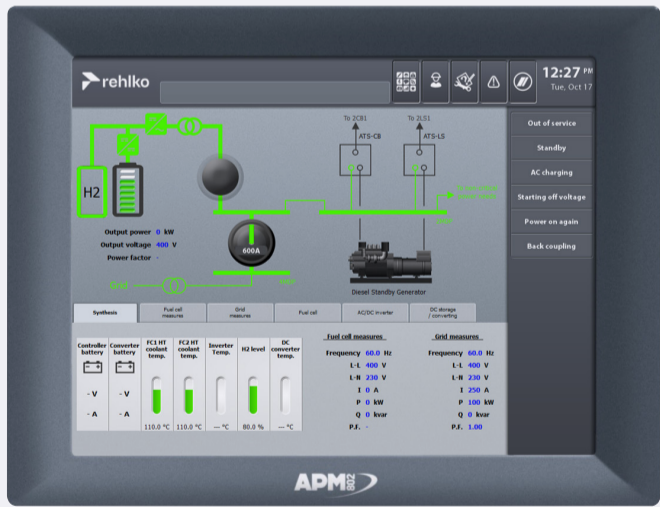 rehlko
12:27 PM
Tue, Oct 17
Out of service
Standby
AC charging
Starting off voltage
Power on again
Back coupling
To 2CB1
To 2LS1
ATS-CB
ATS-LS
H2
Output power 0 kW
Output voltage 400 V
Power factor -
600A
Grid
Diesel Standby Generator
Synthesis
Fuel cell measures
Grid measures
Fuel cell
AC/DC inverter
DC storage / converting
Controller battery
Converter battery
FC1 HT coolant temp.
FC2 HT coolant temp.
Inverter Temp.
H2 level
DC converter temp.
- V
- V
- A
- A
110.0 °C
110.0 °C
-- °C
80.0 %
-- °C
Fuel cell measures
Frequency 60.0 Hz
L-L 400 V
L-N 230 V
I 0 A
P 0 kW
Q 0 kvar
P.F. -
Grid measures
Frequency 60.0 Hz
L-L 400 V
L-N 230 V
I 250 A
P 100 kW
Q 0 kvar
P.F. 1.00
APM802